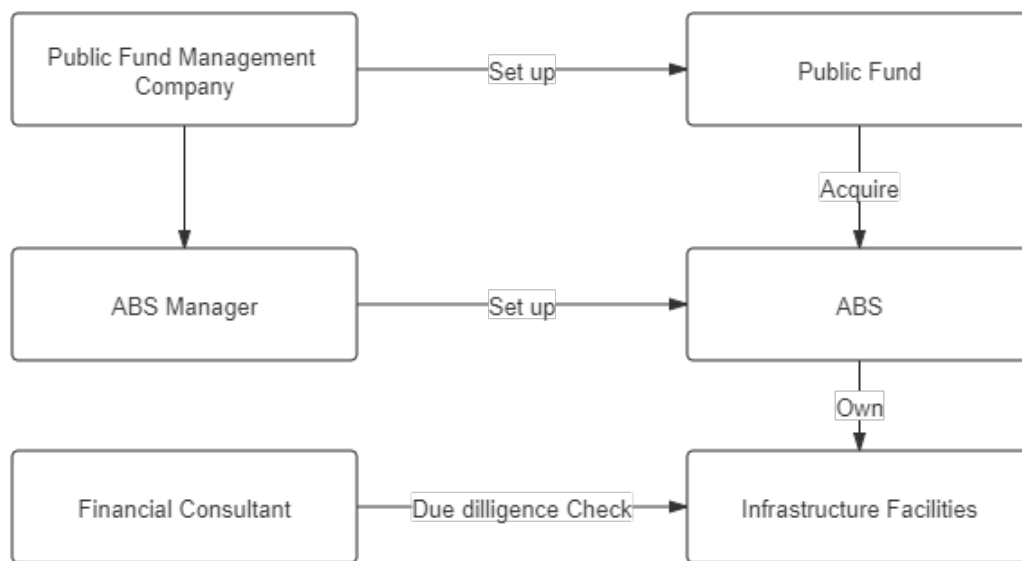 Public Fund Management
Company
Set up
Public Fund
Acquire
ABS Manager
Set up
ABS
Own
Financial Consultant
Due dilligence Check
Infrastructure Facilities